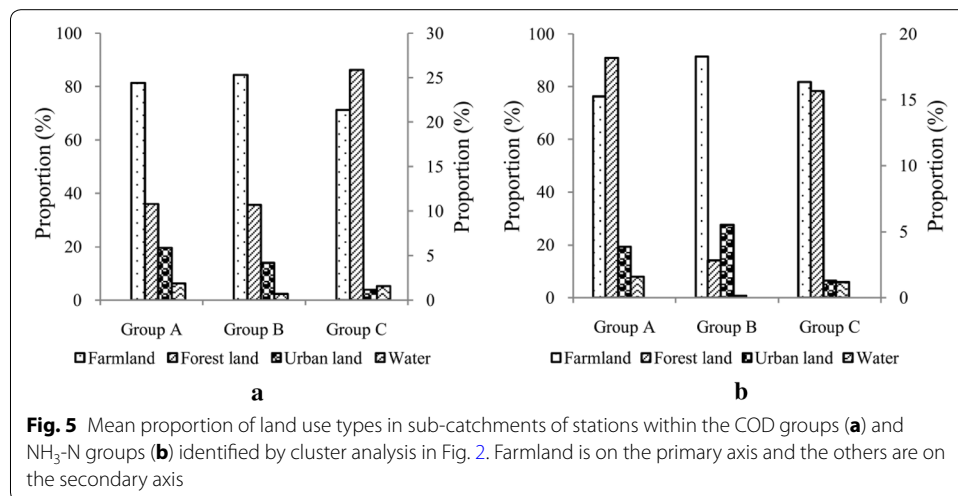 100
80
60
40
20
0
Proportion (%)
30
25
20
15
10
5
0
Proportion (%)
Group A Group B Group C
Farmland Forest land Urban land Water
a
100
80
60
40
20
0
Proportion (%)
20
15
10
5
0
Proportion (%)
Group A Group B Group C
Farmland Forest land Urban land Water
b
Fig. 5 Mean proportion of land use types in sub-catchments of stations within the COD groups (a) and
NH₃-N groups (b) identified by cluster analysis in Fig. 2. Farmland is on the primary axis and the others are on
the secondary axis